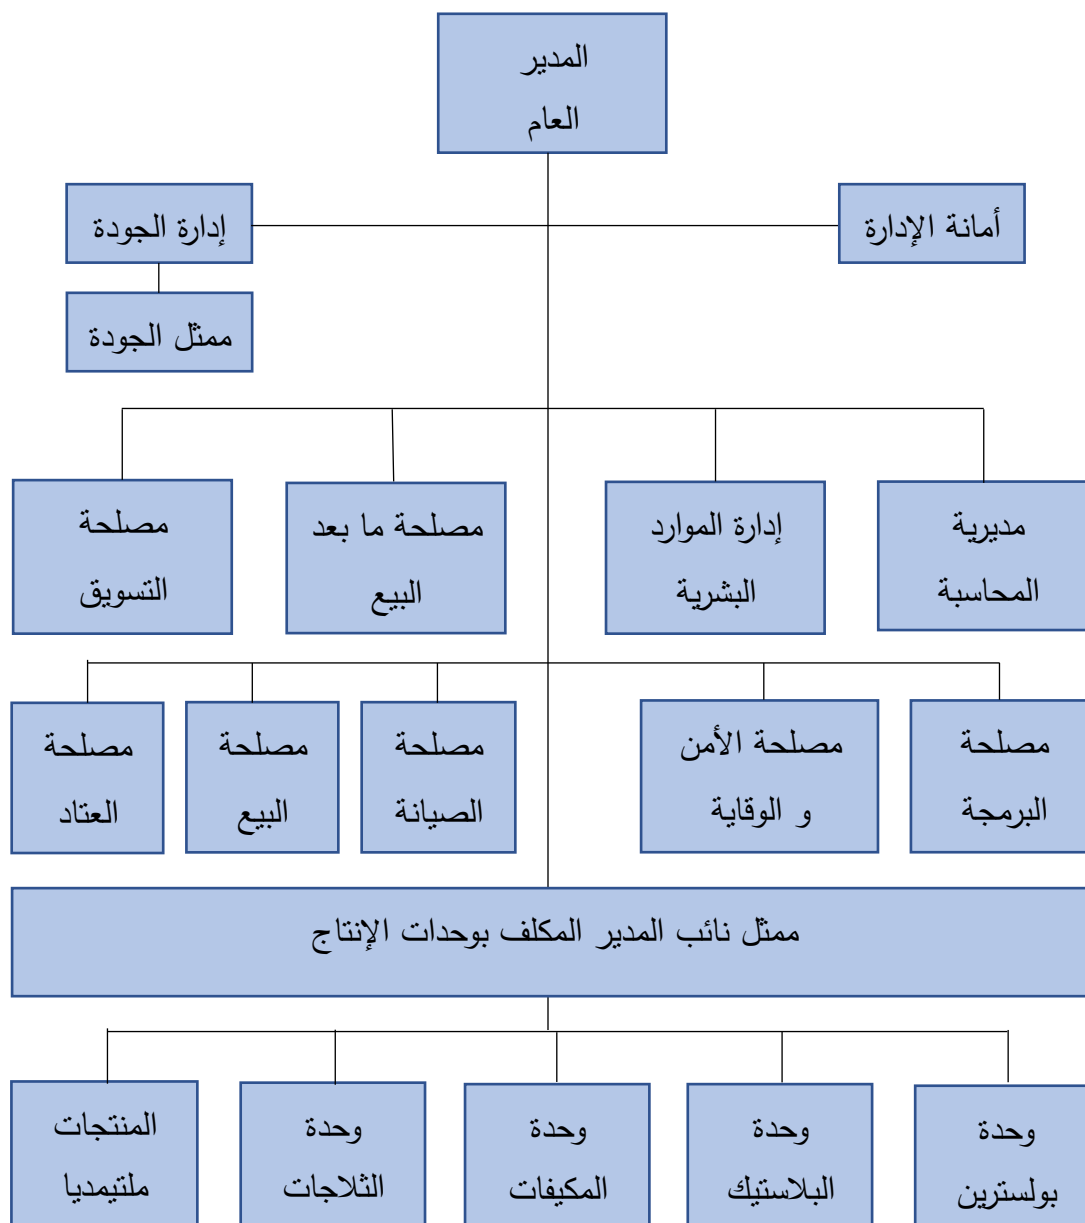 المدير
العام
أمانة الإدارة
إدارة الجودة
ممثل الجودة
مديرية
المحاسبة
إدارة الموارد
البشرية
مصلحة ما بعد
البيع
مصلحة
التسويق
مصلحة
البرمجة
مصلحة الأمن
و الوقاية
مصلحة
الصيانة
مصلحة
البيع
مصلحة
العتاد
ممثل نائب المدير المكلف بوحدات الإنتاج
وحدة
بولسترين
وحدة
البلاستيك
وحدة
المكيفات
وحدة
الثلاجات
المنتجات
ملتيمديا